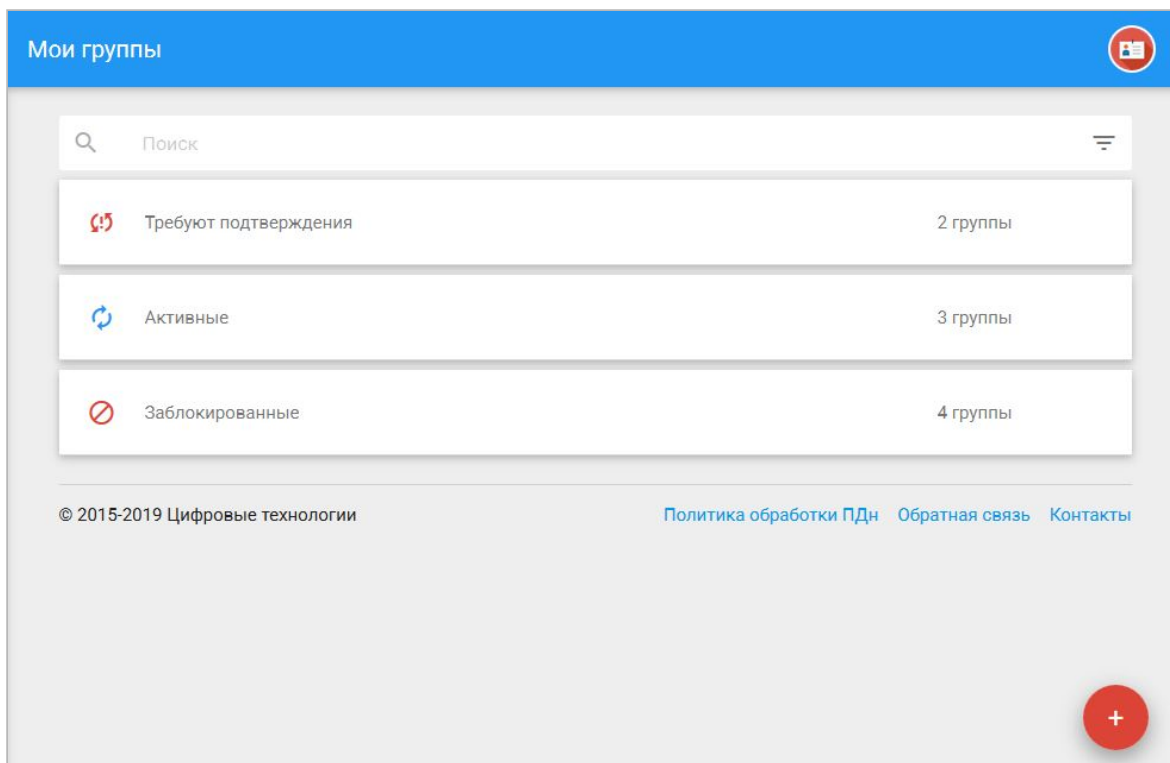 Мои группы
Поиск
Требуют подтверждения 2 группы
Активные 3 группы
Заблокированные 4 группы
© 2015-2019 Цифровые технологии Политика обработки ПДн Обратная связь Контакты
+